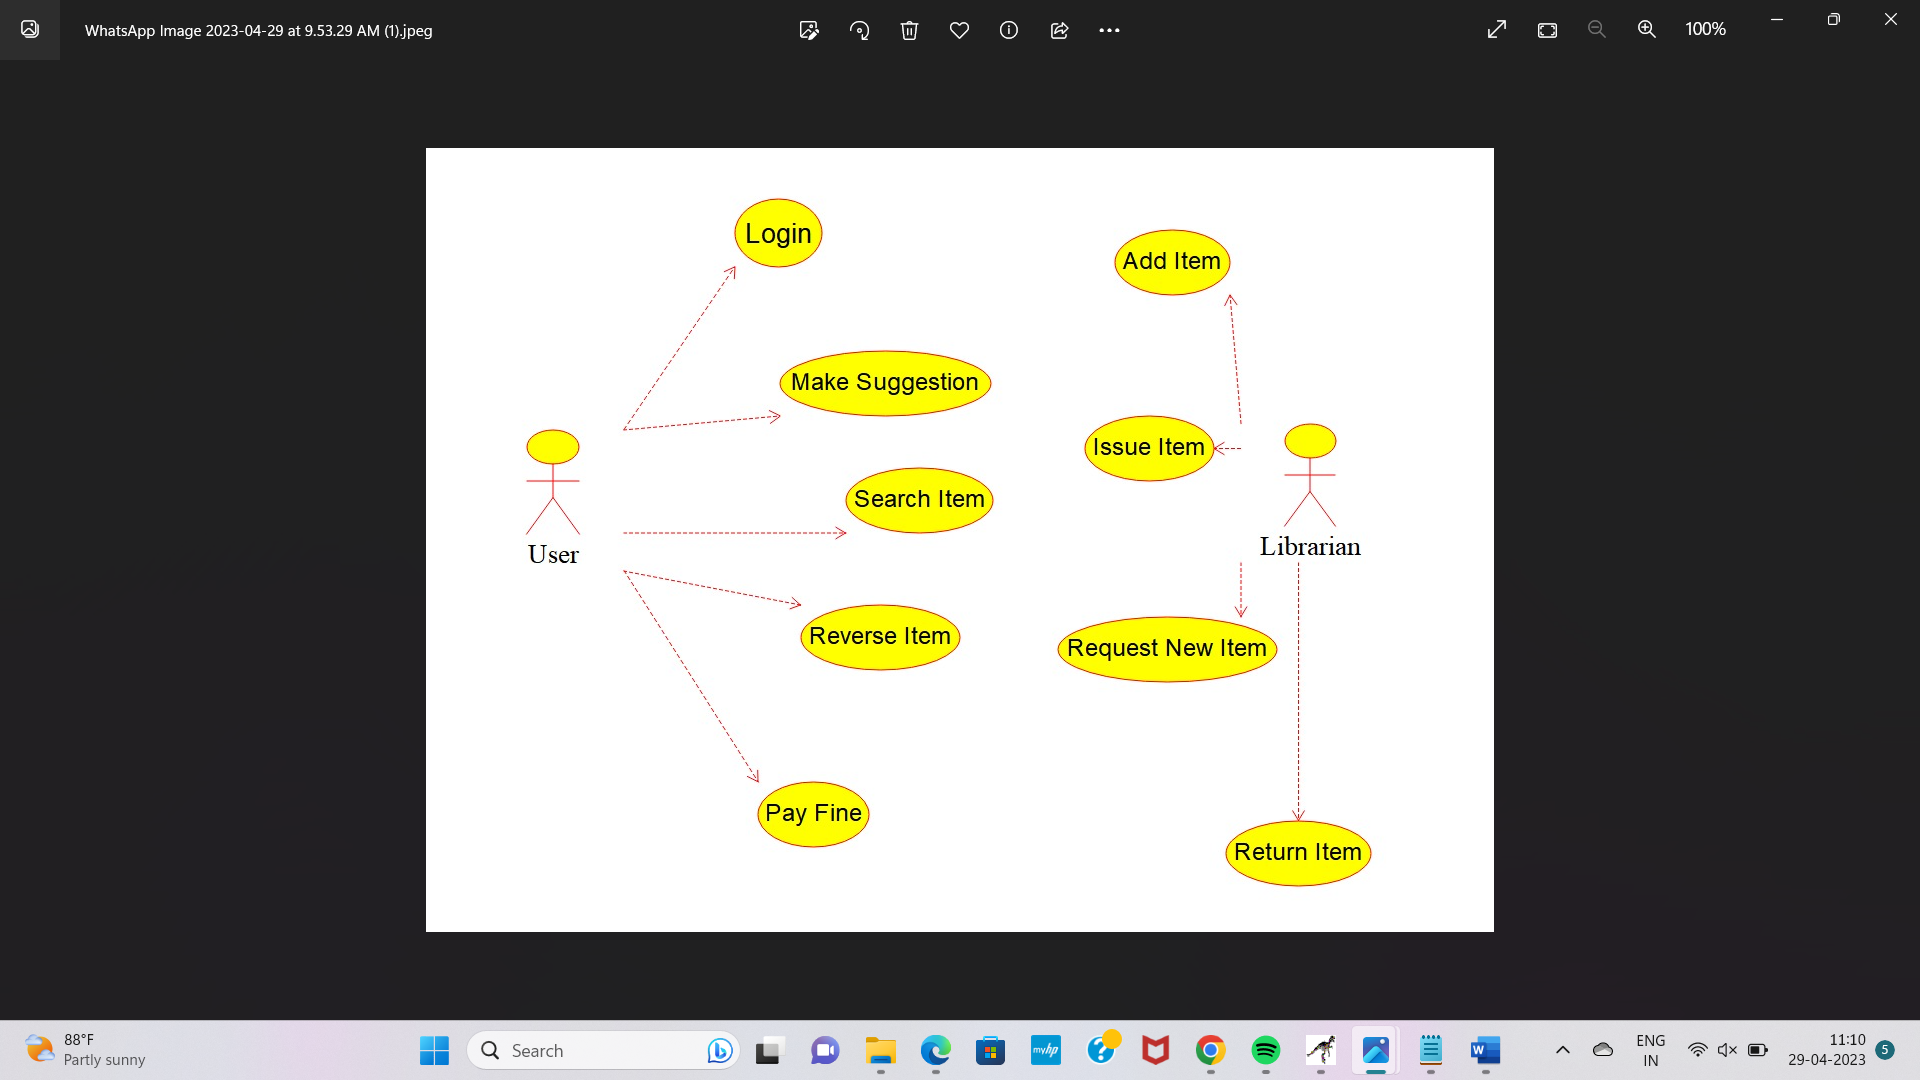 WhatsApp Image 2023-04-29 at 9.53.29 AM (1).jpeg
100%
Login
Add Item
Make Suggestion
Issue Item
Search Item
User
Librarian
Reverse Item
Request New Item
Pay Fine
Return Item
88°F
Partly sunny
Search
myhp
W
ENG
IN
11:10
29-04-2023
5